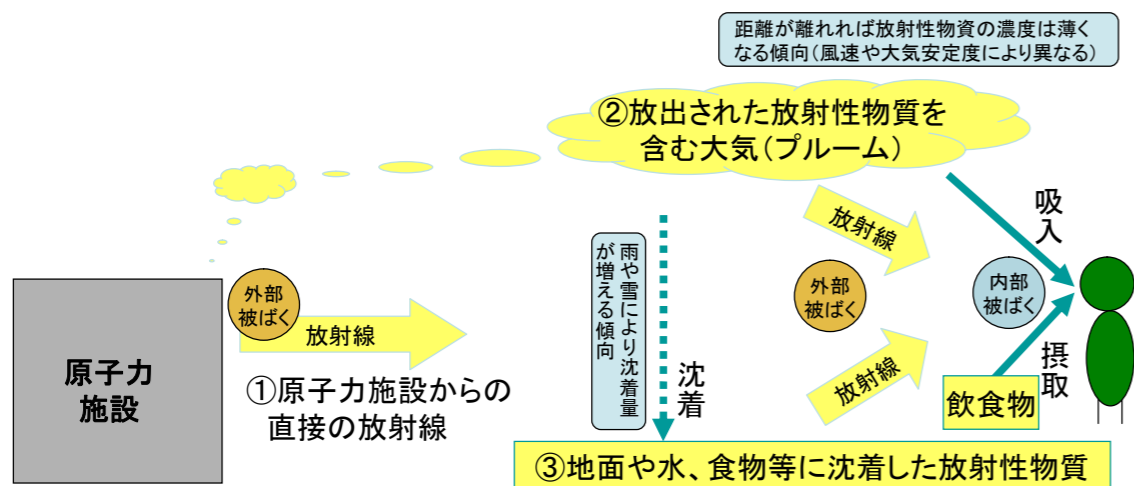 距離が離れれば放射性物資の濃度は薄く
なる傾向(風速や大気安定度により異なる)
②放出された放射性物質を
含む大気(プルーム)
放射線
吸入
雨や雪により沈着量
が増える傾向
外部
被ばく
放射線
外部
被ばく
内部
被ばく
原子力
施設
①原子力施設からの
直接の放射線
沈着
放射線
摂取
飲食物
③地面や水、食物等に沈着した放射性物質